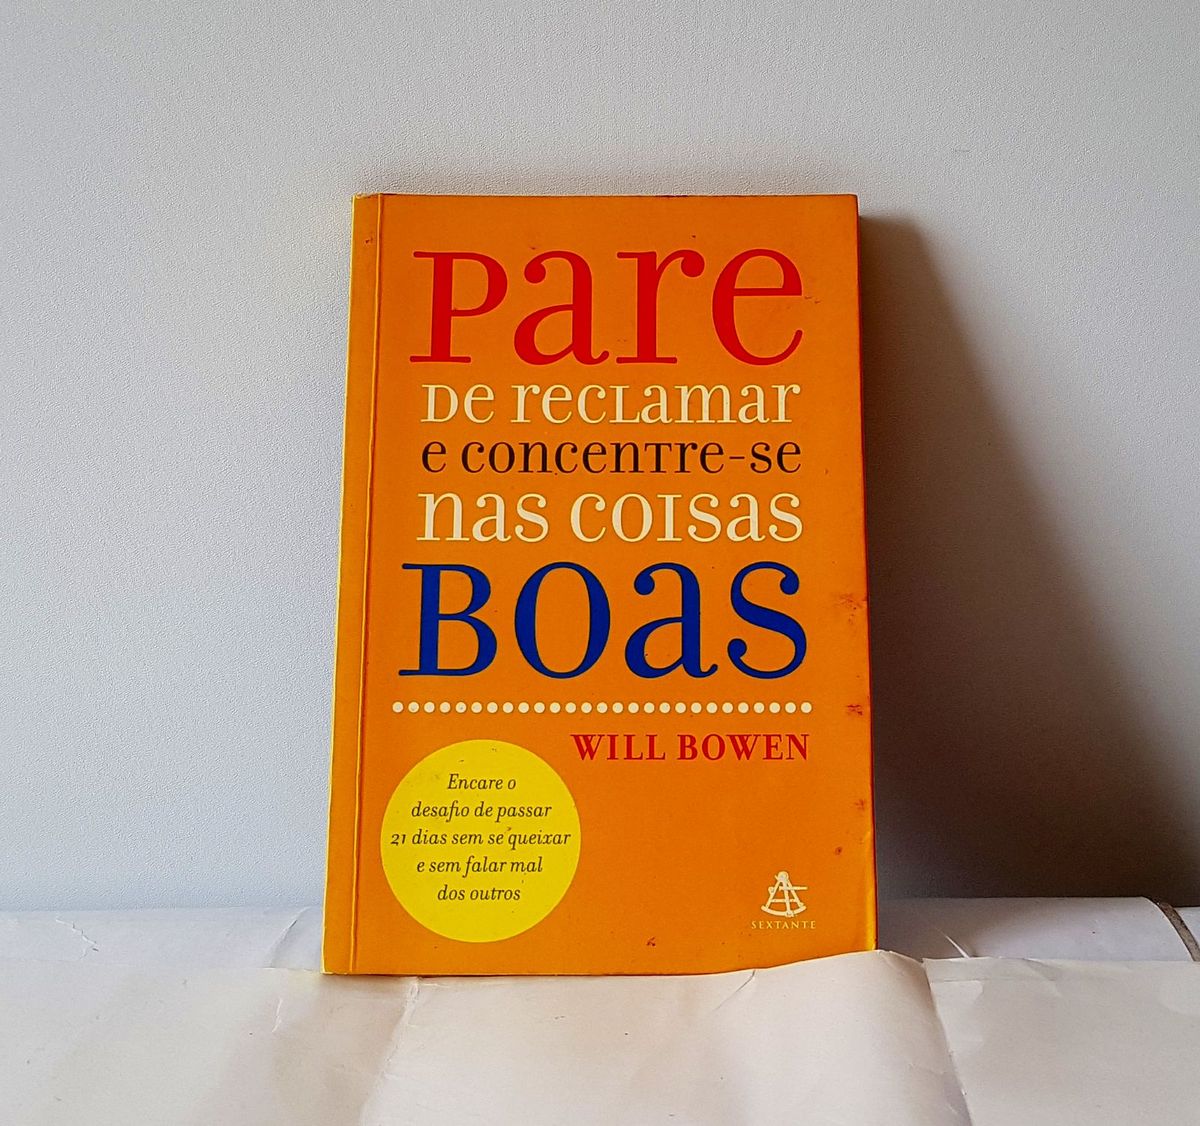 Pare
de reclamar
e concentre-se
nas coisas
Boas
WILL BOWEN
Encare o
desafio de passar
21 dias sem se queixar
e sem falar mal
dos outros
SEXTANTE